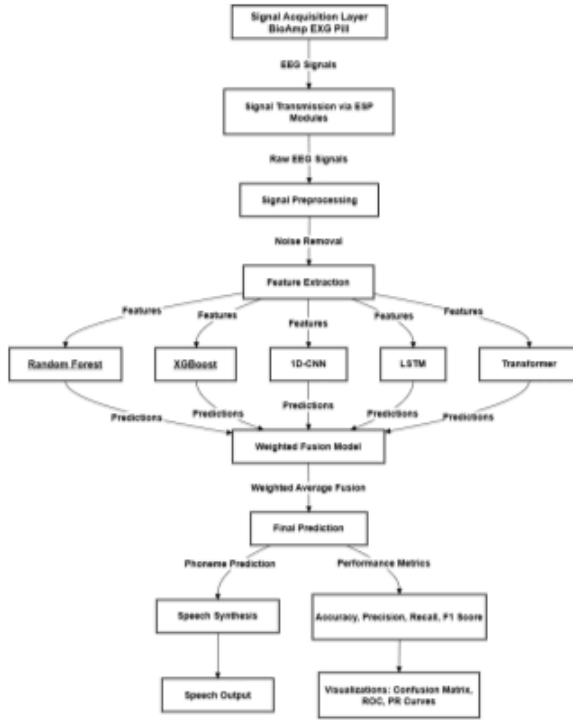 Signal Acquisition Layer
BioAmp EXG Pill
EEG Signals
Signal Transmission via ESP
Modules
Raw EEG Signals
Signal Preprocessing
Noise Removal
Feature Extraction
Features Features Features Features Features
Random Forest XGBoost 1D-CNN LSTM Transformer
Predictions Predictions Predictions Predictions Predictions
Weighted Fusion Model
Weighted Average Fusion
Final Prediction
Phoneme Prediction Performance Metrics
Speech Synthesis Accuracy, Precision, Recall, F1 Score
Speech Output Visualizations: Confusion Matrix,
ROC, PR Curves